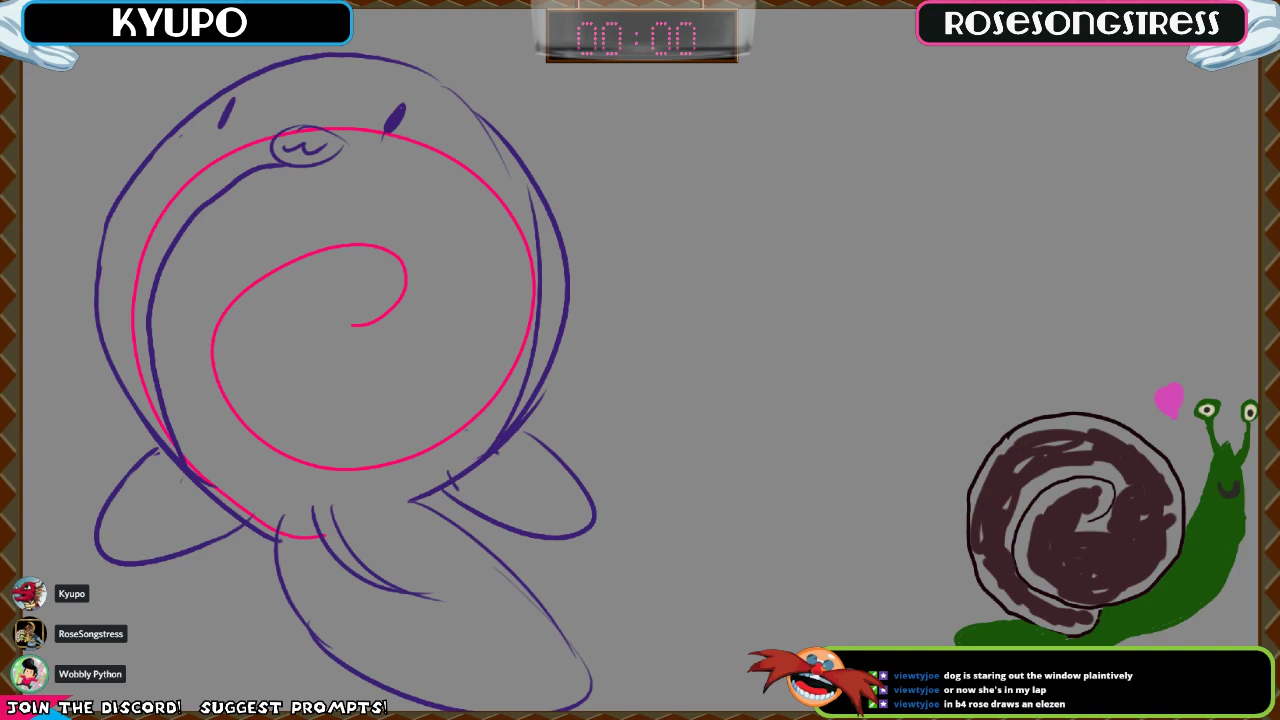 KYUPO
00:00
ROSESONGSTRESS
Kyupo
RoseSongstress
Wobbly Python
viewtyjoe dog is staring out the window plaintively
viewtyjoe or now she's in my lap
viewtyjoe in b4 rose draws an elezen
JOIN THE DISCORD! SUGGEST PROMPTS!